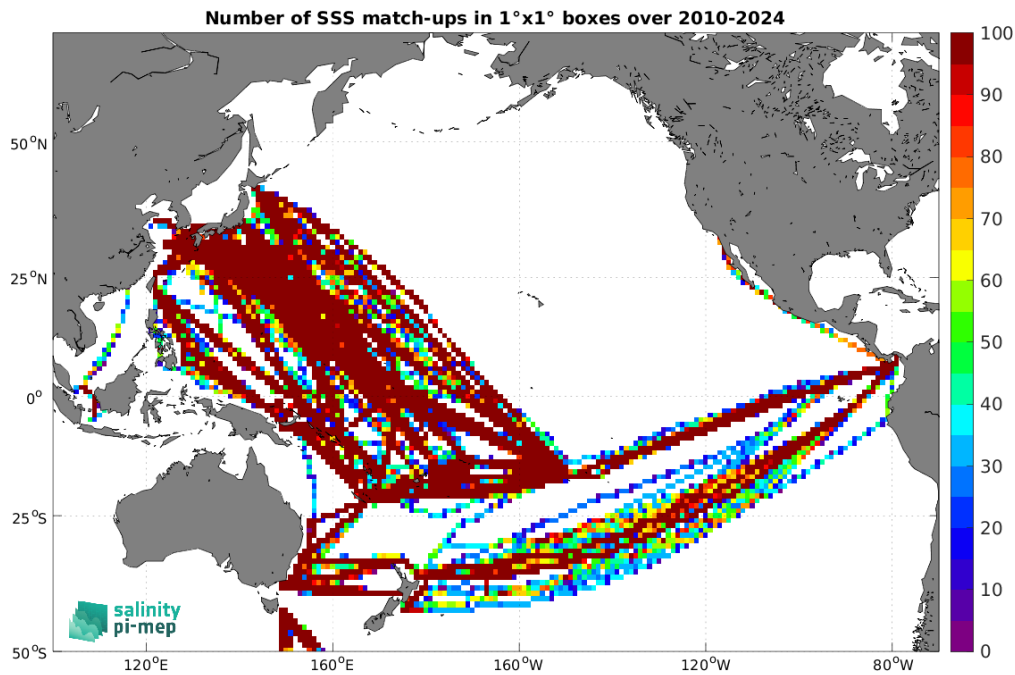 Number of SSS match-ups in 1°x1° boxes over 2010-2024
50°N
25°N
0°
25°S
50°S
120°E
160°E
160°W
120°W
80°W
100
90
80
70
60
50
40
30
20
10
0
salinity
pi-mep